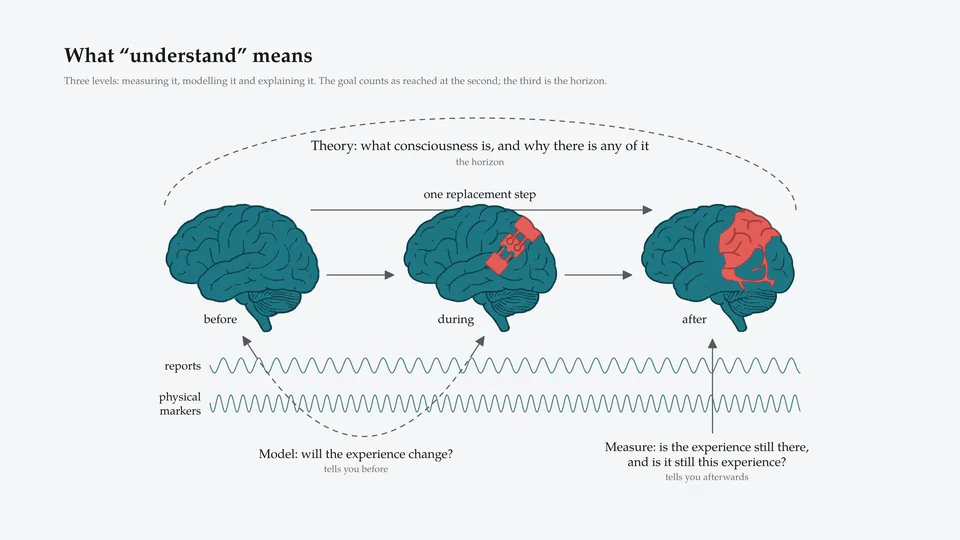 What “understand” means
Three levels: measuring it, modelling it and explaining it. The goal counts as reached at the second; the third is the horizon.
Theory: what consciousness is, and why there is any of it
the horizon
one replacement step
before
during
after
reports
physical
markers
Model: will the experience change?
tells you before
Measure: is the experience still there,
and is it still this experience?
tells you afterwards